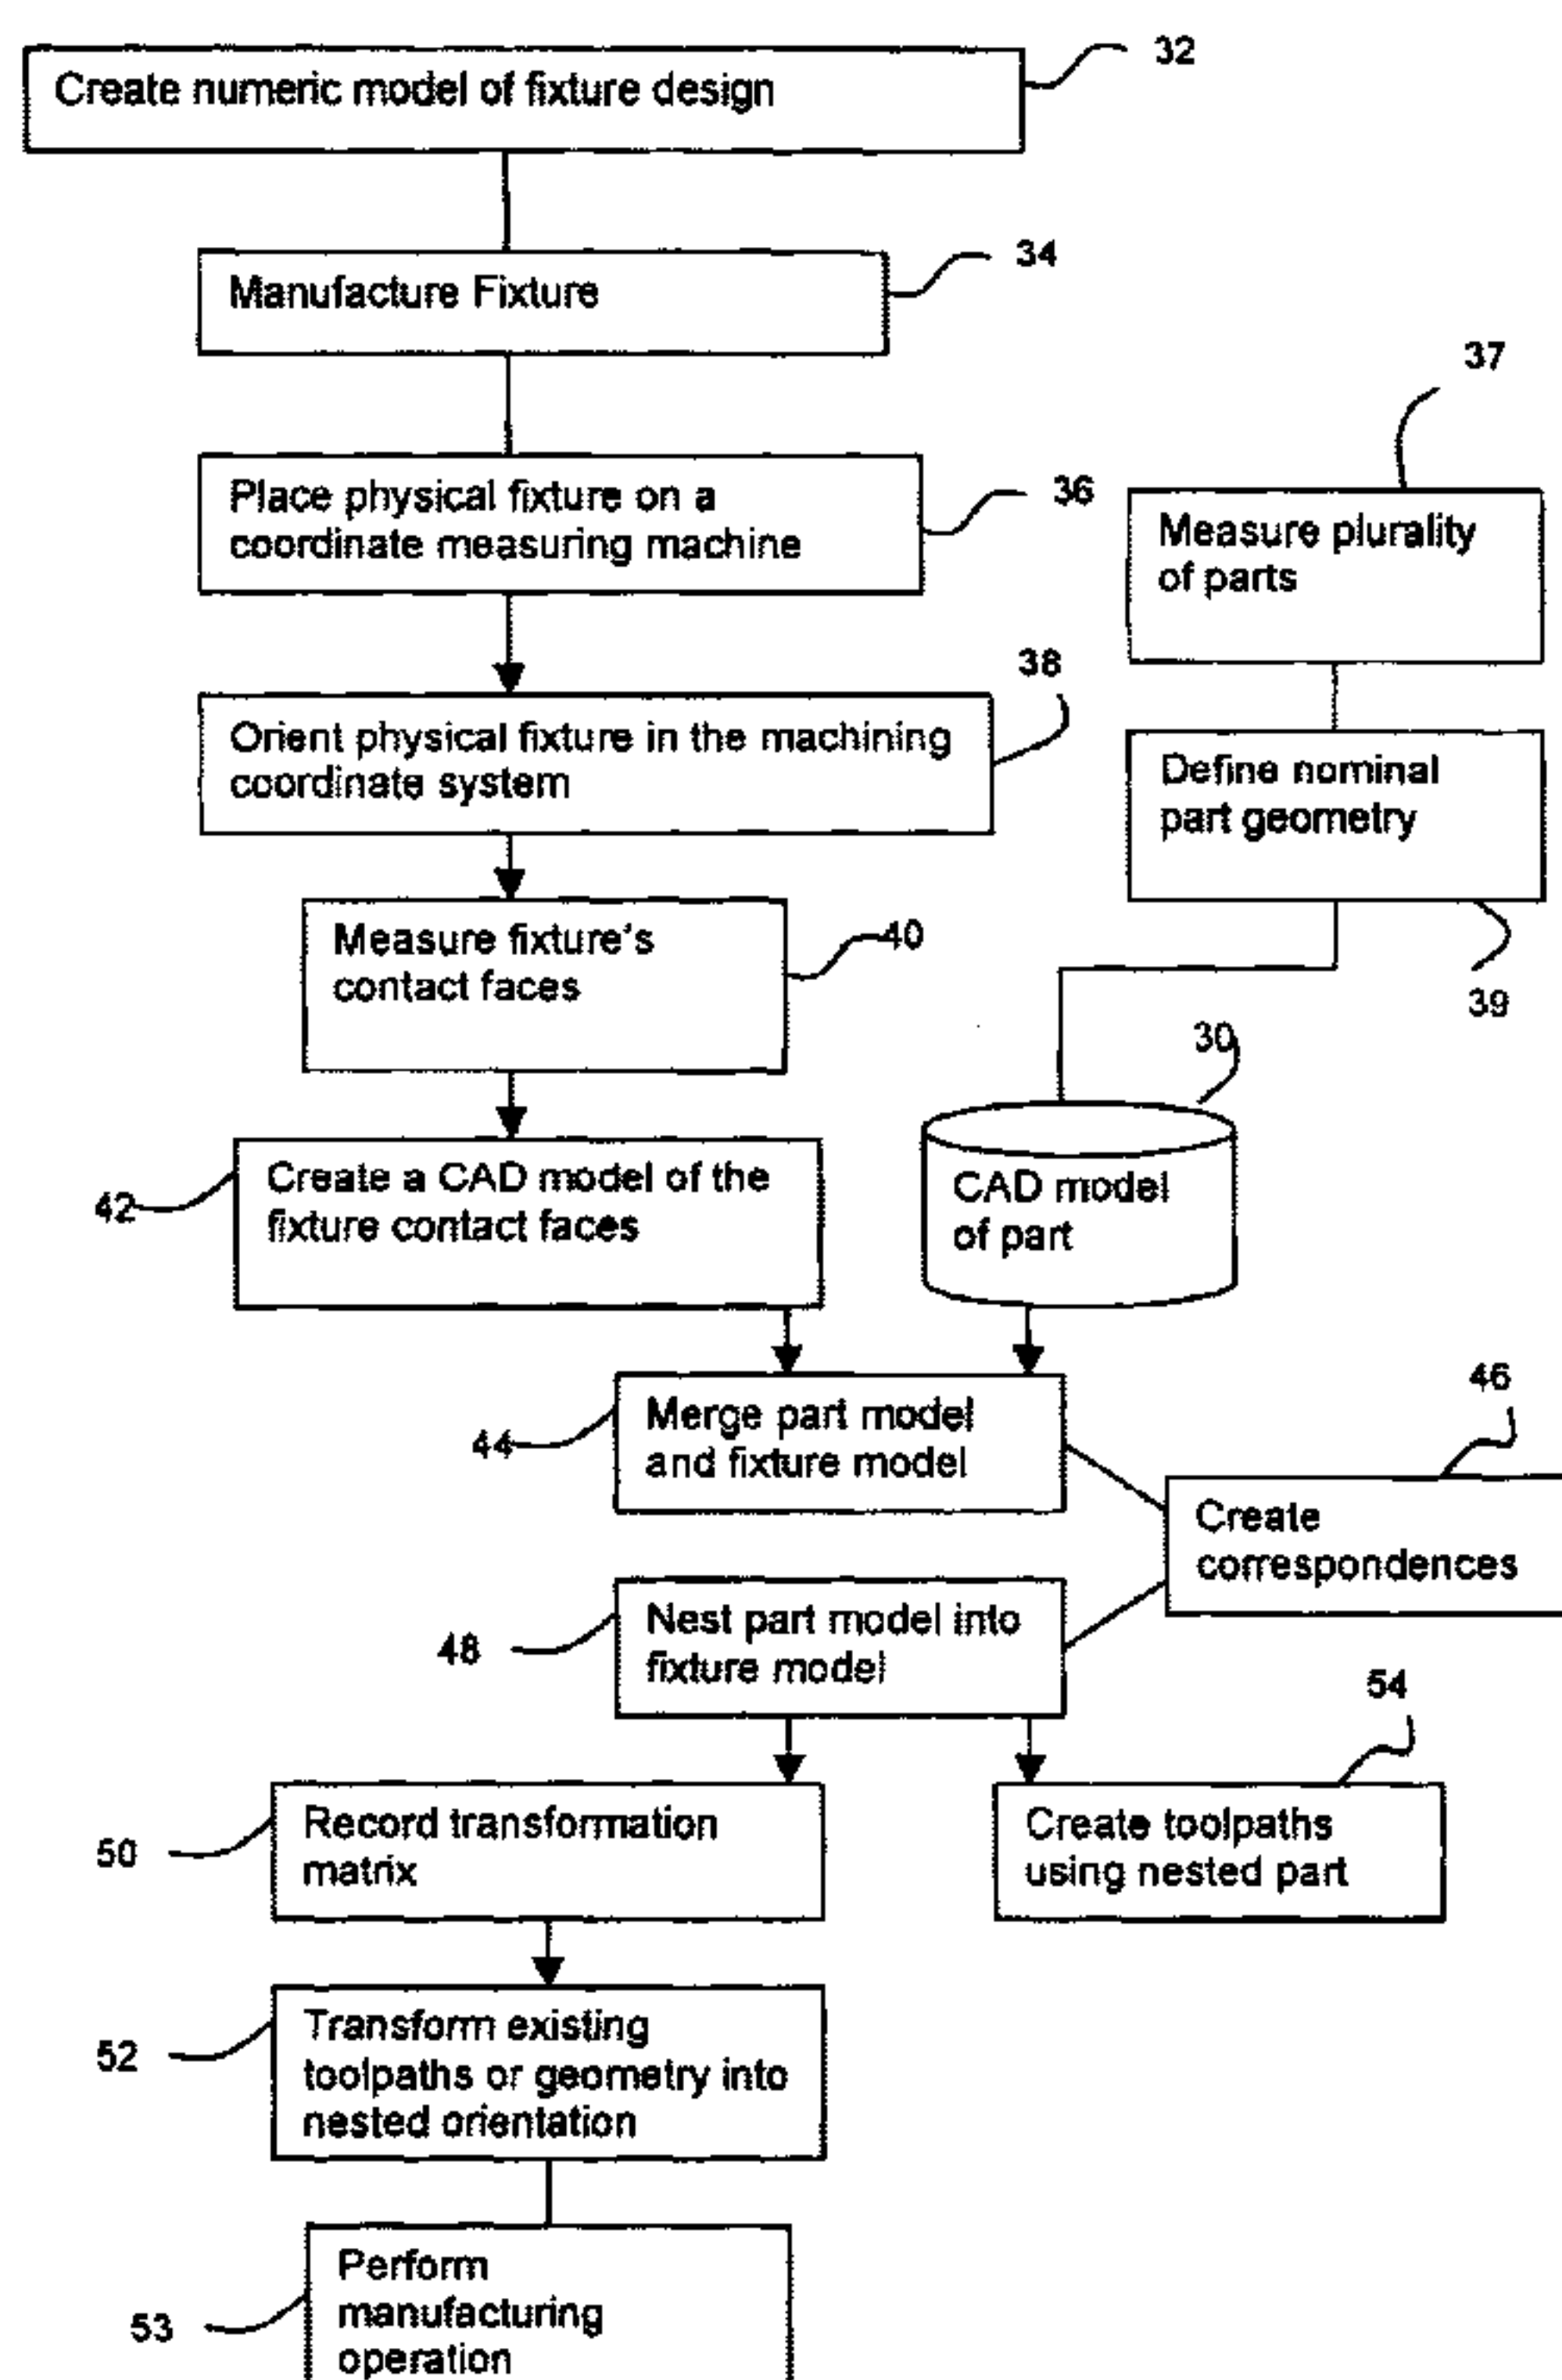 32
Create numeric model of fixture design
34
Manufacture Fixture
37
36
Place physical fixture on a
coordinate measuring machine
Measure plurality
of parts
38
Orient physical fixture in the machining
coordinate system
Define nominal
part geometry
39
40
Measure fixture's
contact faces
30
42
Create a CAD model of the
fixture contact faces
CAD model
of part
44
Merge part model
and fixture model
46
Create
correspondences
48
Nest part model into
fixture model
54
50
Record transformation
matrix
Create toolpaths
using nested part
52
Transform existing
toolpaths or geometry into
nested orientation
53
Perform
manufacturing
operation